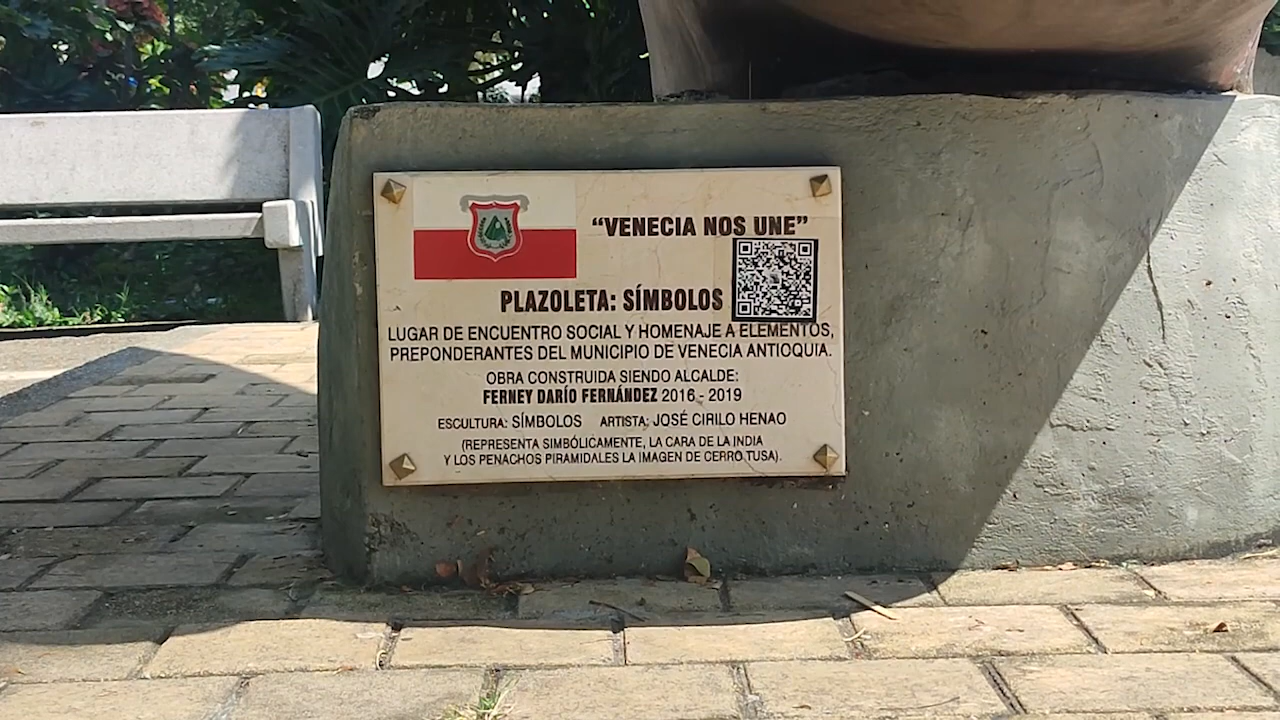 “VENECIA NOS UNE”
PLAZOLETA: SÍMBOLOS
LUGAR DE ENCUENTRO SOCIAL Y HOMENAJE A ELEMENTOS,
PREPONDERANTES DEL MUNICIPIO DE VENECIA ANTIOQUIA.
OBRA CONSTRUIDA SIENDO ALCALDE:
FERNEY DARÍO FERNÁNDEZ 2016 - 2019
ESCULTURA: SÍMBOLOS ARTISTA: JOSÉ CIRILO HENAO
(REPRESENTA SIMBÓLICAMENTE, LA CARA DE LA INDIA
Y LOS PENACHOS PIRAMIDALES LA IMAGEN DE CERRO TUSA).